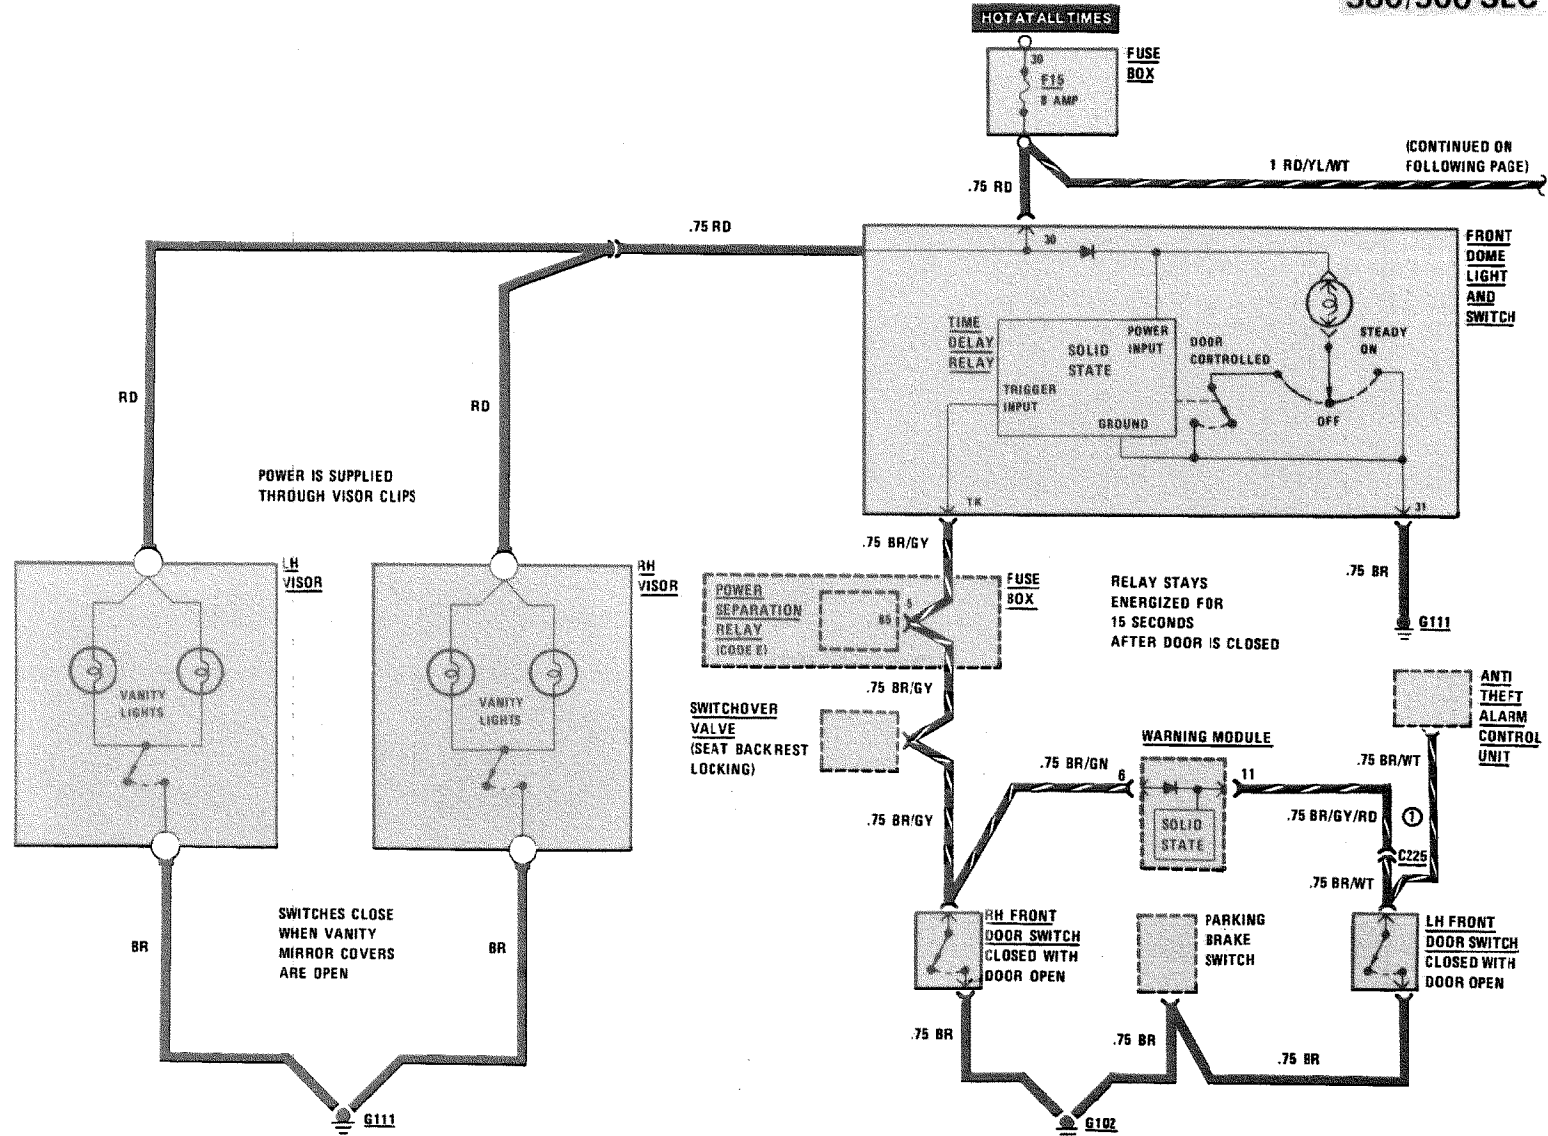 380/500 SEC
HOT AT ALL TIMES
30
F15
8 AMP
FUSE
BOX
.75 RD
1 RD/YL/WT
(CONTINUED ON
FOLLOWING PAGE)
.75 RD
30
FRONT
DOME
LIGHT
AND
SWITCH
TIME
DELAY
RELAY
SOLID
STATE
POWER
INPUT
TRIGGER
INPUT
GROUND
DOOR
CONTROLLED
STEADY
ON
OFF
TK
31
RD
RD
POWER IS SUPPLIED
THROUGH VISOR CLIPS
LH
VISOR
VANITY
LIGHTS
RH
VISOR
VANITY
LIGHTS
BR
SWITCHES CLOSE
WHEN VANITY
MIRROR COVERS
ARE OPEN
BR
G111
.75 BR/GY
POWER
SEPARATION
RELAY
(CODE E)
85
5
FUSE
BOX
RELAY STAYS
ENERGIZED FOR
15 SECONDS
AFTER DOOR IS CLOSED
.75 BR
G111
.75 BR/GY
SWITCHOVER
VALVE
(SEAT BACKREST
LOCKING)
.75 BR/GY
ANTI
THEFT
ALARM
CONTROL
UNIT
WARNING MODULE
.75 BR/GN
6
11
SOLID
STATE
.75 BR/WT
.75 BR/GY/RD
1
C225
.75 BR/WT
RH FRONT
DOOR SWITCH
CLOSED WITH
DOOR OPEN
PARKING
BRAKE
SWITCH
LH FRONT
DOOR SWITCH
CLOSED WITH
DOOR OPEN
.75 BR
.75 BR
.75 BR
G102